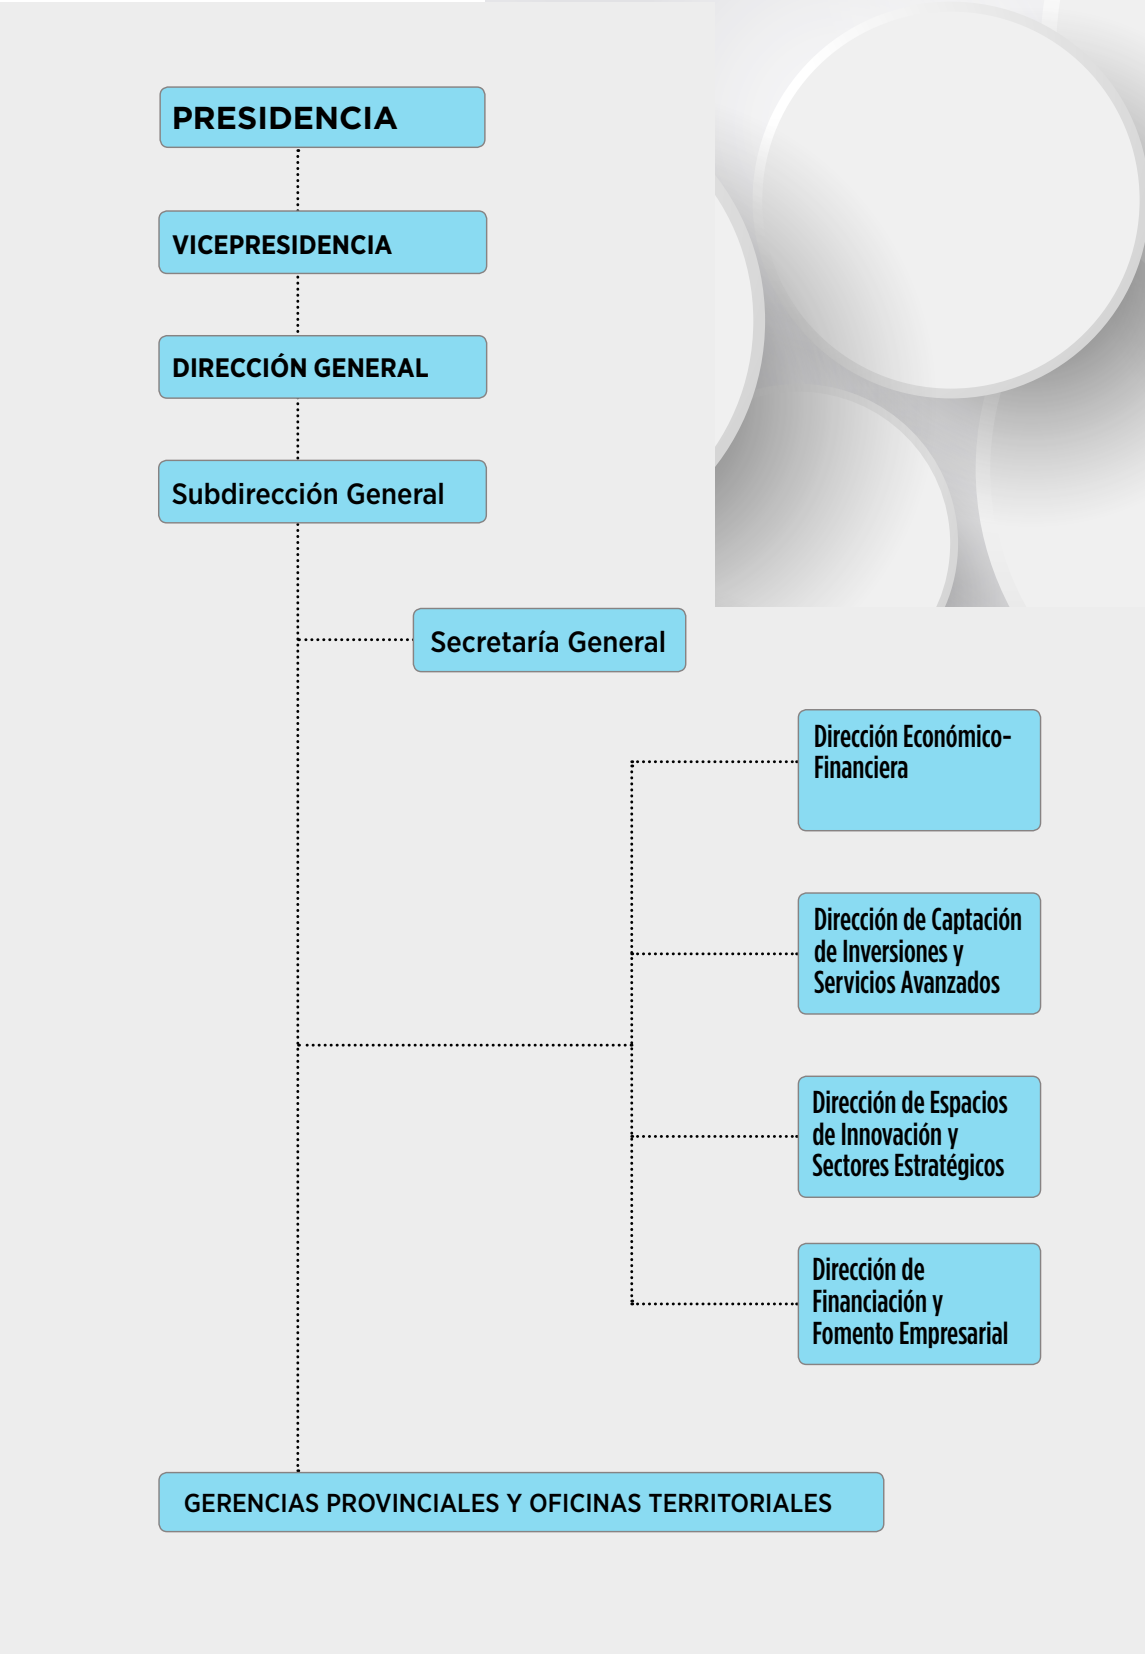 PRESIDENCIA
VICEPRESIDENCIA
DIRECCIÓN GENERAL
Subdirección General
Secretaría General
Dirección Económico-
Financiera
Dirección de Captación
de Inversiones y
Servicios Avanzados
Dirección de Espacios
de Innovación y
Sectores Estratégicos
Dirección de
Financiación y
Fomento Empresarial
GERENCIAS PROVINCIALES Y OFICINAS TERRITORIALES